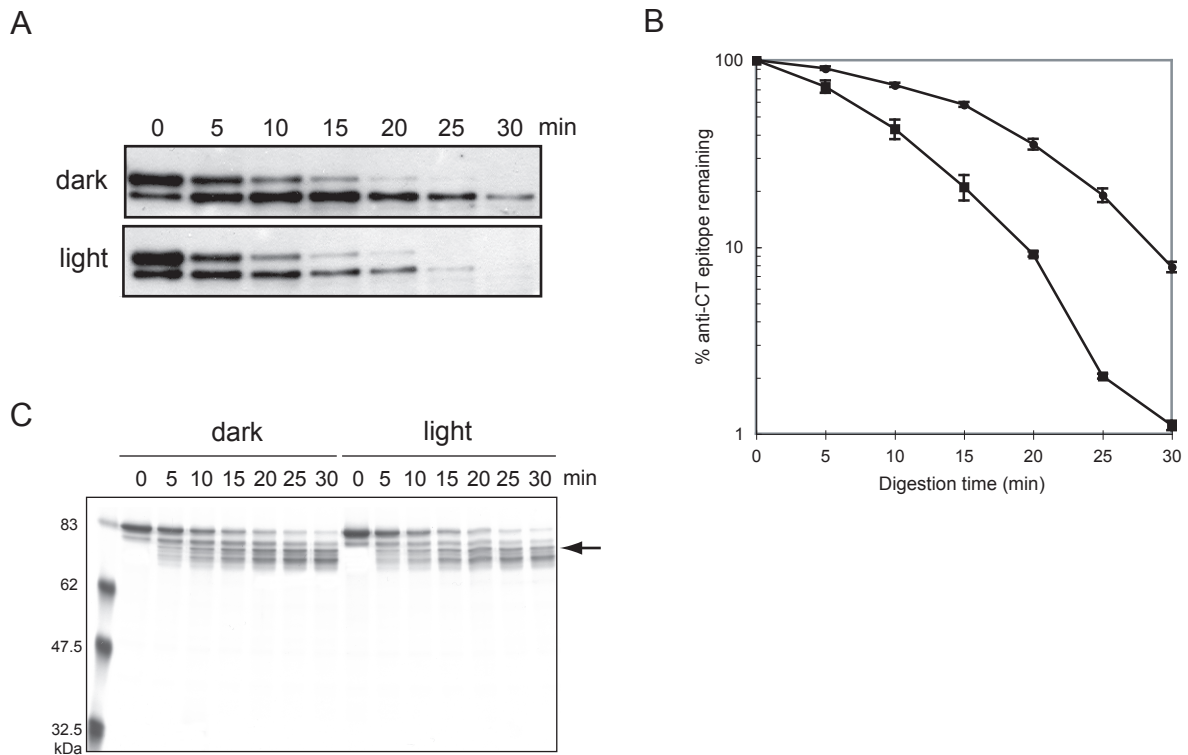 A
0 5 10 15 20 25 30 min
dark
light
B
100
10
1
% anti-CT epitope remaining
0 5 10 15 20 25 30
Digestion time (min)
C
dark light
0 5 10 15 20 25 30 0 5 10 15 20 25 30 min
83
62
47.5
32.5
kDa